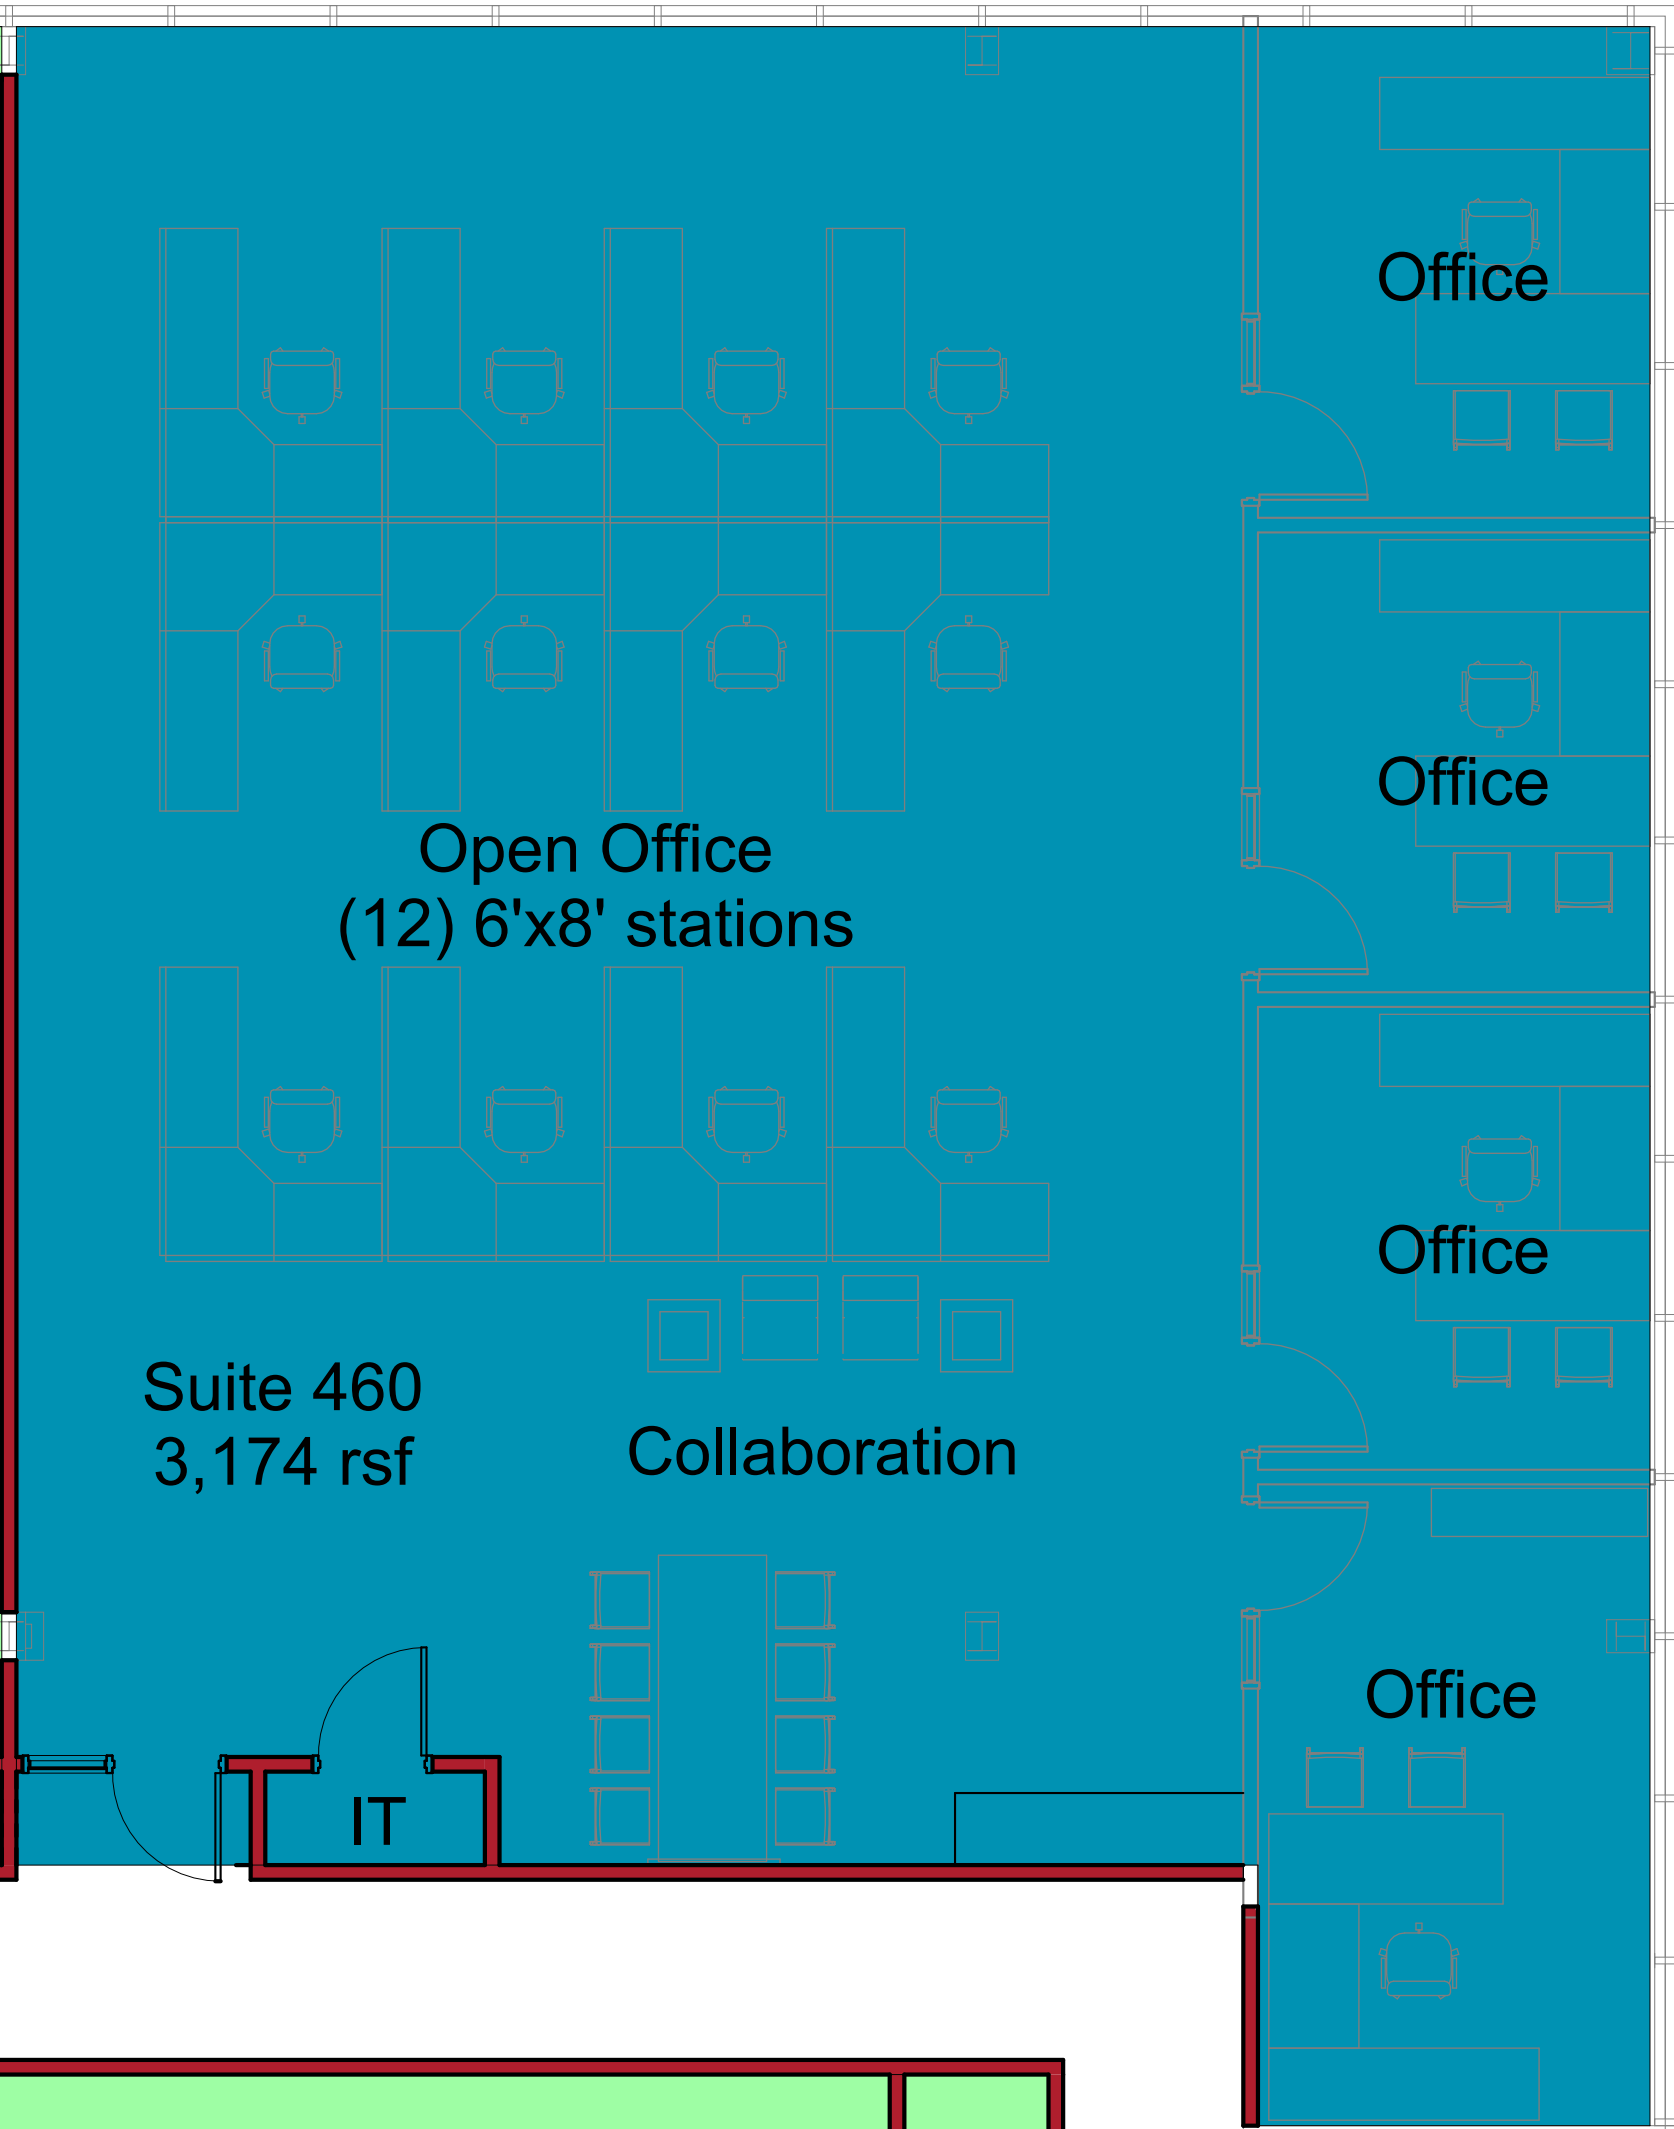 Office
Office
Open Office
(12) 6'x8' stations
Office
Suite 460
3,174 rsf
Collaboration
Office
IT